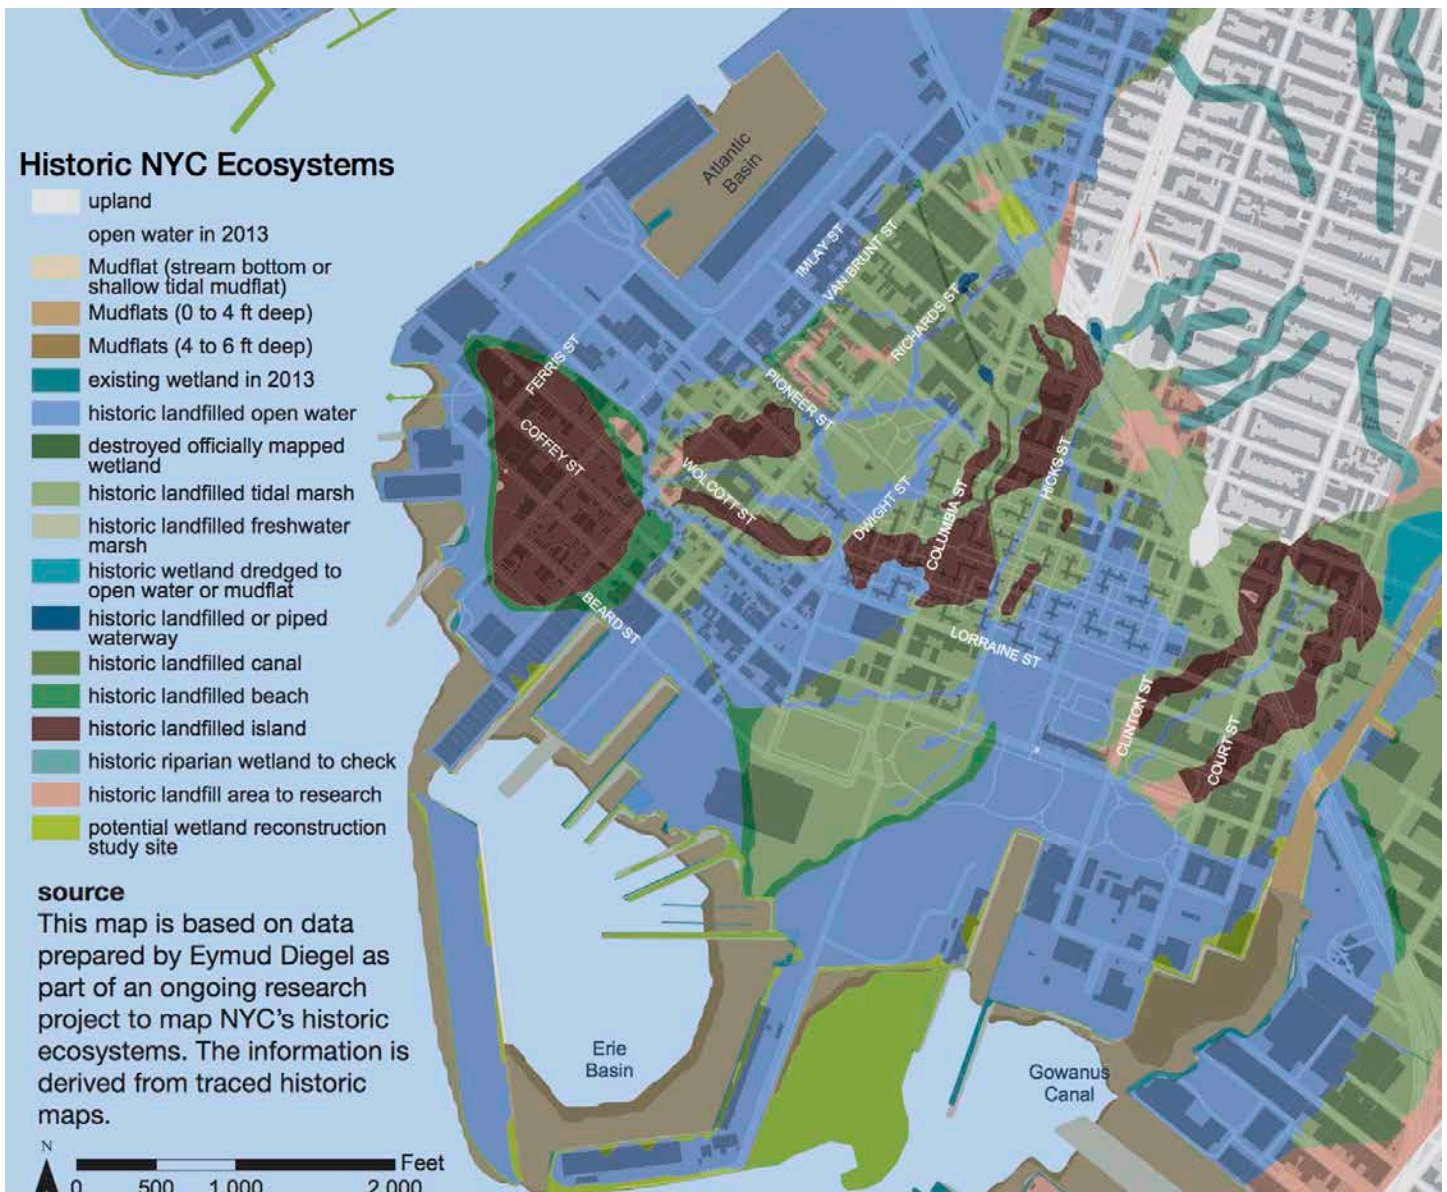 Historic NYC Ecosystems
upland
open water in 2013
Mudflat (stream bottom or
shallow tidal mudflat)
Mudflats (0 to 4 ft deep)
Mudflats (4 to 6 ft deep)
existing wetland in 2013
historic landfilled open water
destroyed officially mapped
wetland
historic landfilled tidal marsh
historic landfilled freshwater
marsh
historic wetland dredged to
open water or mudflat
historic landfilled or piped
waterway
historic landfilled canal
historic landfilled beach
historic landfilled island
historic riparian wetland to check
historic landfill area to research
potential wetland reconstruction
study site
source
This map is based on data
prepared by Eymud Diegel as
part of an ongoing research
project to map NYC's historic
ecosystems. The information is
derived from traced historic
maps.
N
Feet
0 500 1,000 2,000
Atlantic
Basin
IMLAY ST
VAN BRUNT ST
RICHARDS ST
PIONEER ST
FERRIS ST
COFFEY ST
WOLCOTT ST
DWIGHT ST
COLUMBIA ST
HICKS ST
BEARD ST
LORRAINE ST
CLINTON ST
COURT ST
Erie
Basin
Gowanus
Canal